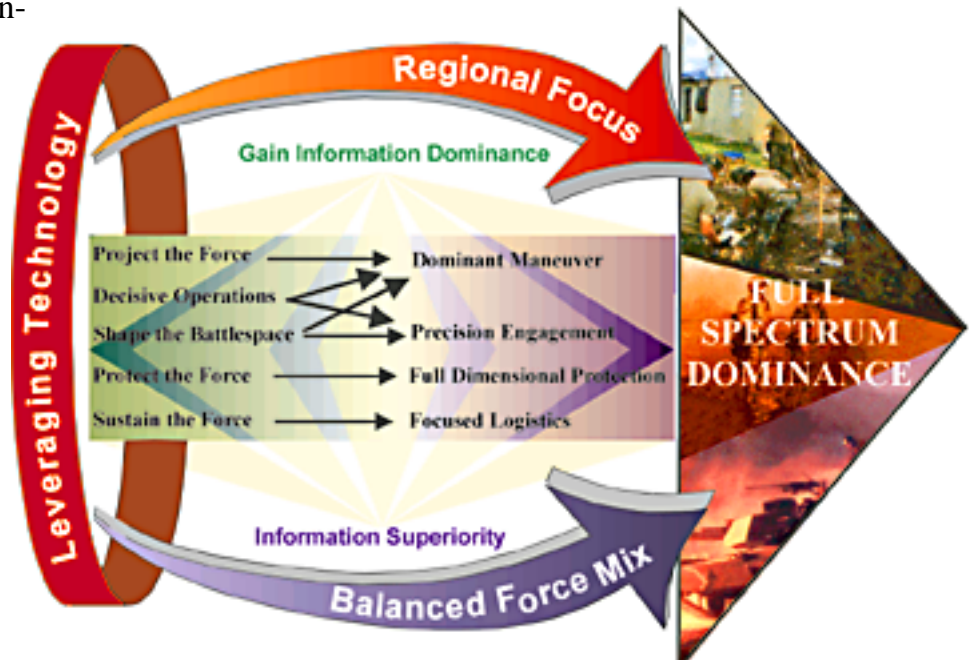 n-
Regional Focus
Gain Information Dominance
Leveraging Technology
Project the Force
Dominant Maneuver
Decisive Operations
Shape the Battlespace
Precision Engagement
Protect the Force
Full Dimensional Protection
Sustain the Force
Focused Logistics
FULL
SPECTRUM
DOMINANCE
Information Superiority
Balanced Force Mix